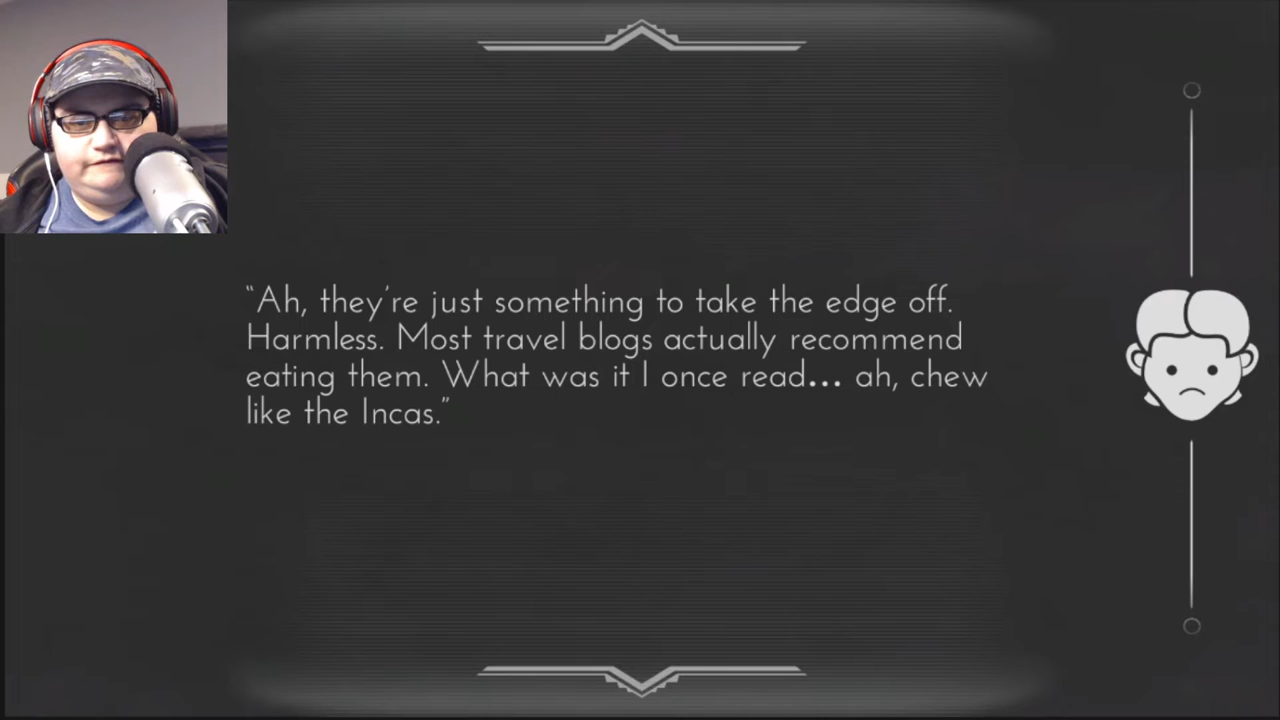 “Ah, they’re just something to take the edge off.
Harmless. Most travel blogs actually recommend
eating them. What was it I once read... ah, chew
like the Incas.”